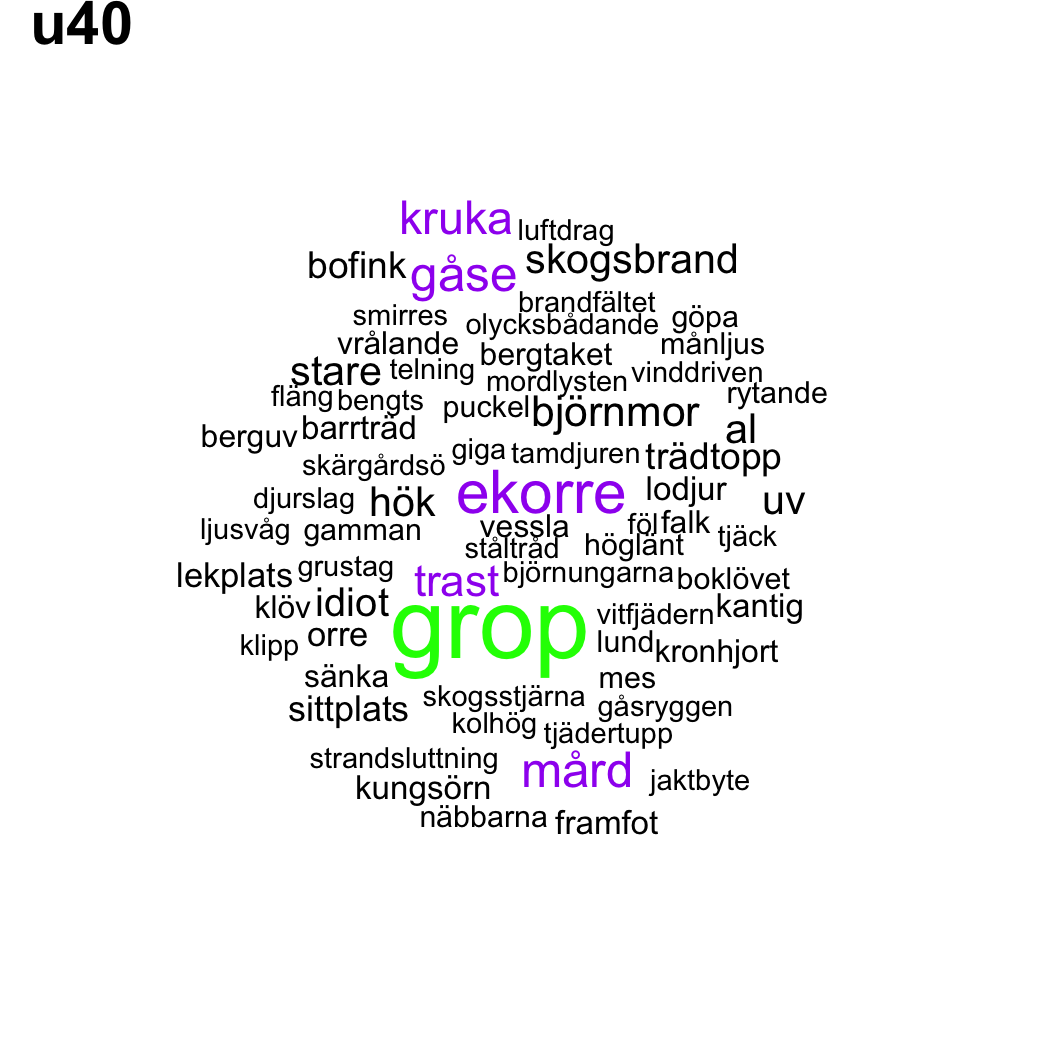 u40
kruka
luftdrag
bofink
gåse
skogsbrand
brandfältet
smirres
olycksbådande
göpa
vrålande
bergtaket
månljus
stare
telning
mordlysten
vinddriven
fläng
bengts
puckel
björnmor
rytande
berguv
barrträd
al
skärgårdsö
giga
tamdjuren
trädtopp
djurslag
hök
ekorre
lodjur
uv
ljusvåg
gamman
vessla
föl
falk
tjäck
ståltråd
höglänt
lekplats
grustag
trast
björnungarna
boklövet
klöv
idiot
grop
vitfjädern
kantig
klipp
orre
lund
kronhjort
sänka
mes
sittplats
skogsstjärna
gåsryggen
kolhög
tjädertupp
strandsluttning
mård
jaktbyte
kungsörn
näbbarna
framfot